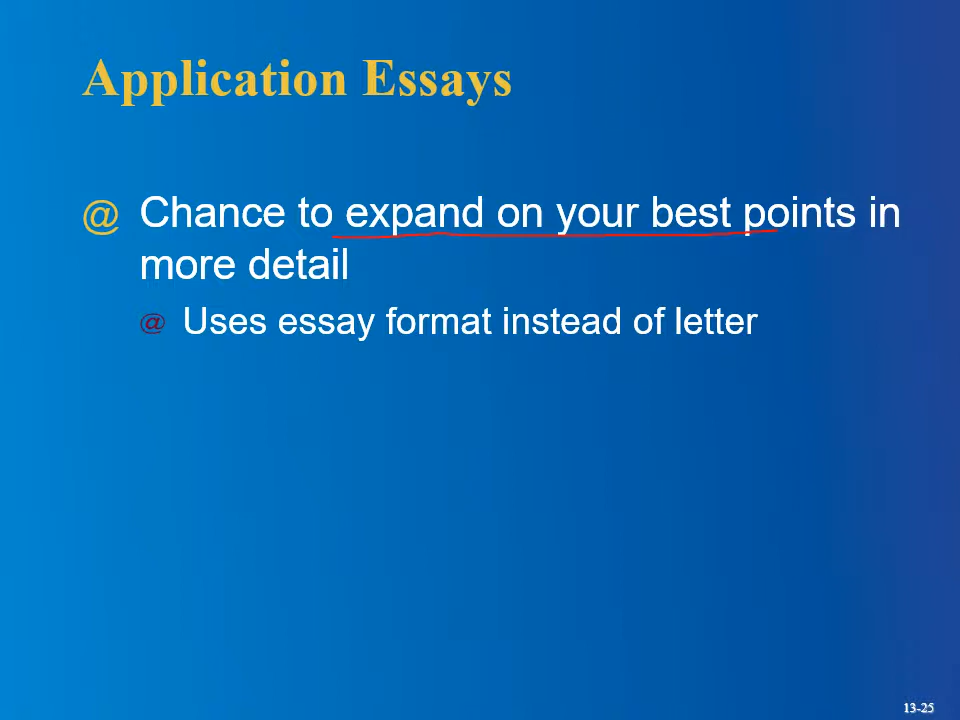 Application Essays
@ Chance to expand on your best points in
more detail
@ Uses essay format instead of letter
13-25